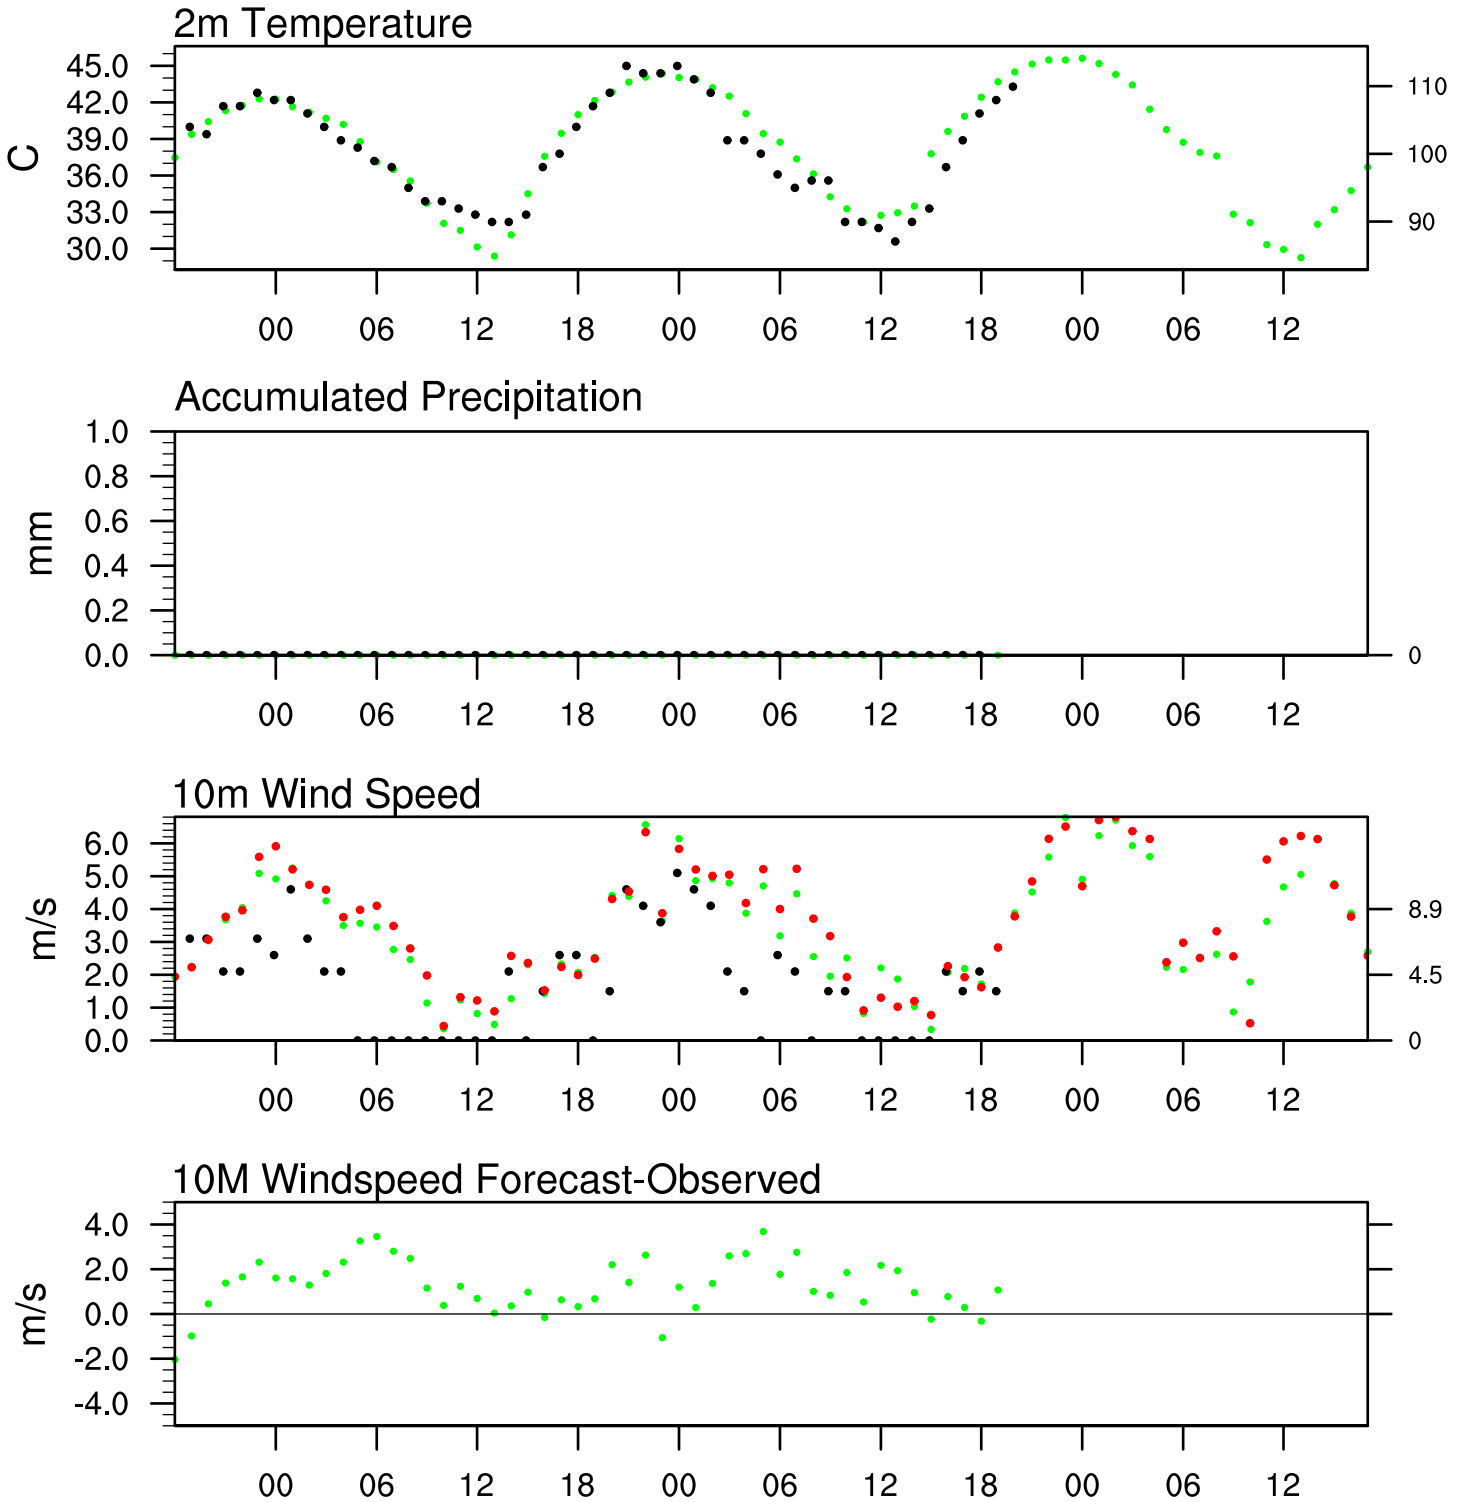 2m Temperature
45.0
42.0
39.0
36.0
33.0
30.0
C
110
100
90
00 06 12 18 00 06 12 18 00 06 12
Accumulated Precipitation
1.0
0.8
0.6
0.4
0.2
0.0
mm
0
00 06 12 18 00 06 12 18 00 06 12
10m Wind Speed
6.0
5.0
4.0
3.0
2.0
1.0
0.0
m/s
8.9
4.5
0
00 06 12 18 00 06 12 18 00 06 12
10M Windspeed Forecast-Observed
4.0
2.0
0.0
-2.0
-4.0
m/s
00 06 12 18 00 06 12 18 00 06 12